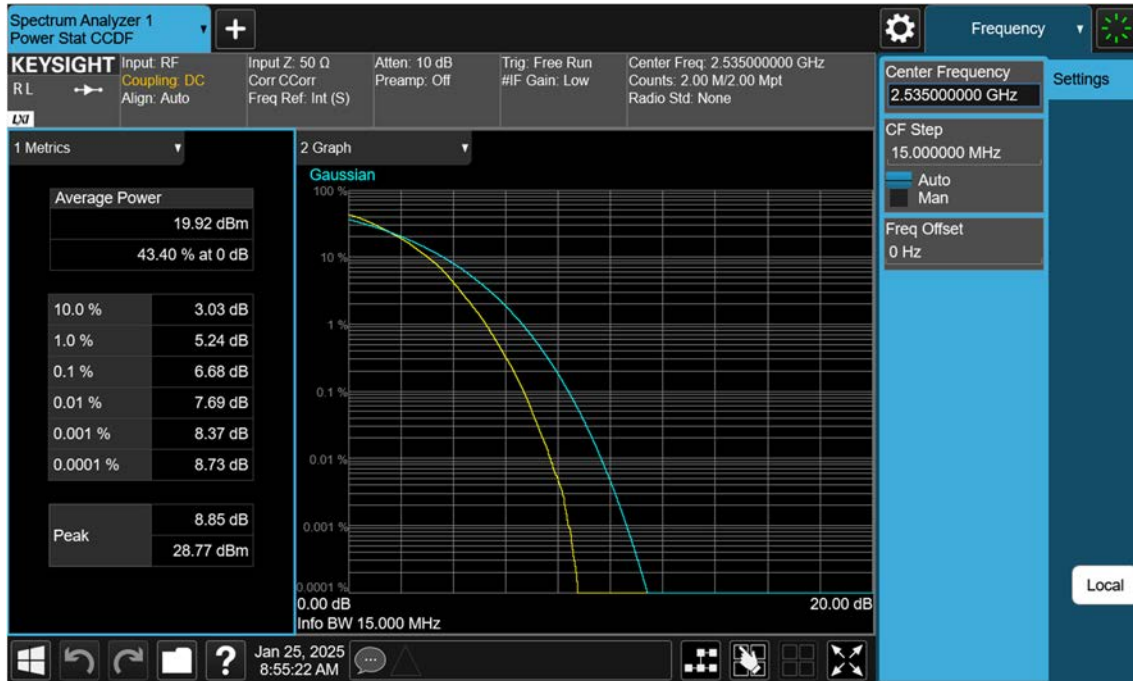 Spectrum Analyzer 1
Power Stat CCDF
+
Frequency
KEYSIGHT
RL
LXI
Input: RF
Coupling: DC
Align: Auto
Input Z: 50 Ω
Corr CCorr
Freq Ref: Int (S)
Atten: 10 dB
Preamp: Off
Trig: Free Run
#IF Gain: Low
Center Freq: 2.535000000 GHz
Counts: 2.00 M/2.00 Mpt
Radio Std: None
Center Frequency
2.535000000 GHz
Settings
CF Step
15.000000 MHz
Auto
Man
Freq Offset
0 Hz
1 Metrics
Average Power
19.92 dBm
43.40 % at 0 dB
10.0 % 3.03 dB
1.0 % 5.24 dB
0.1 % 6.68 dB
0.01 % 7.69 dB
0.001 % 8.37 dB
0.0001 % 8.73 dB
Peak
8.85 dB
28.77 dBm
2 Graph
Gaussian
100 %
10 %
1 %
0.1 %
0.01 %
0.001 %
0.0001 %
0.00 dB 20.00 dB
Info BW 15.000 MHz
Local
?
Jan 25, 2025
8:55:22 AM